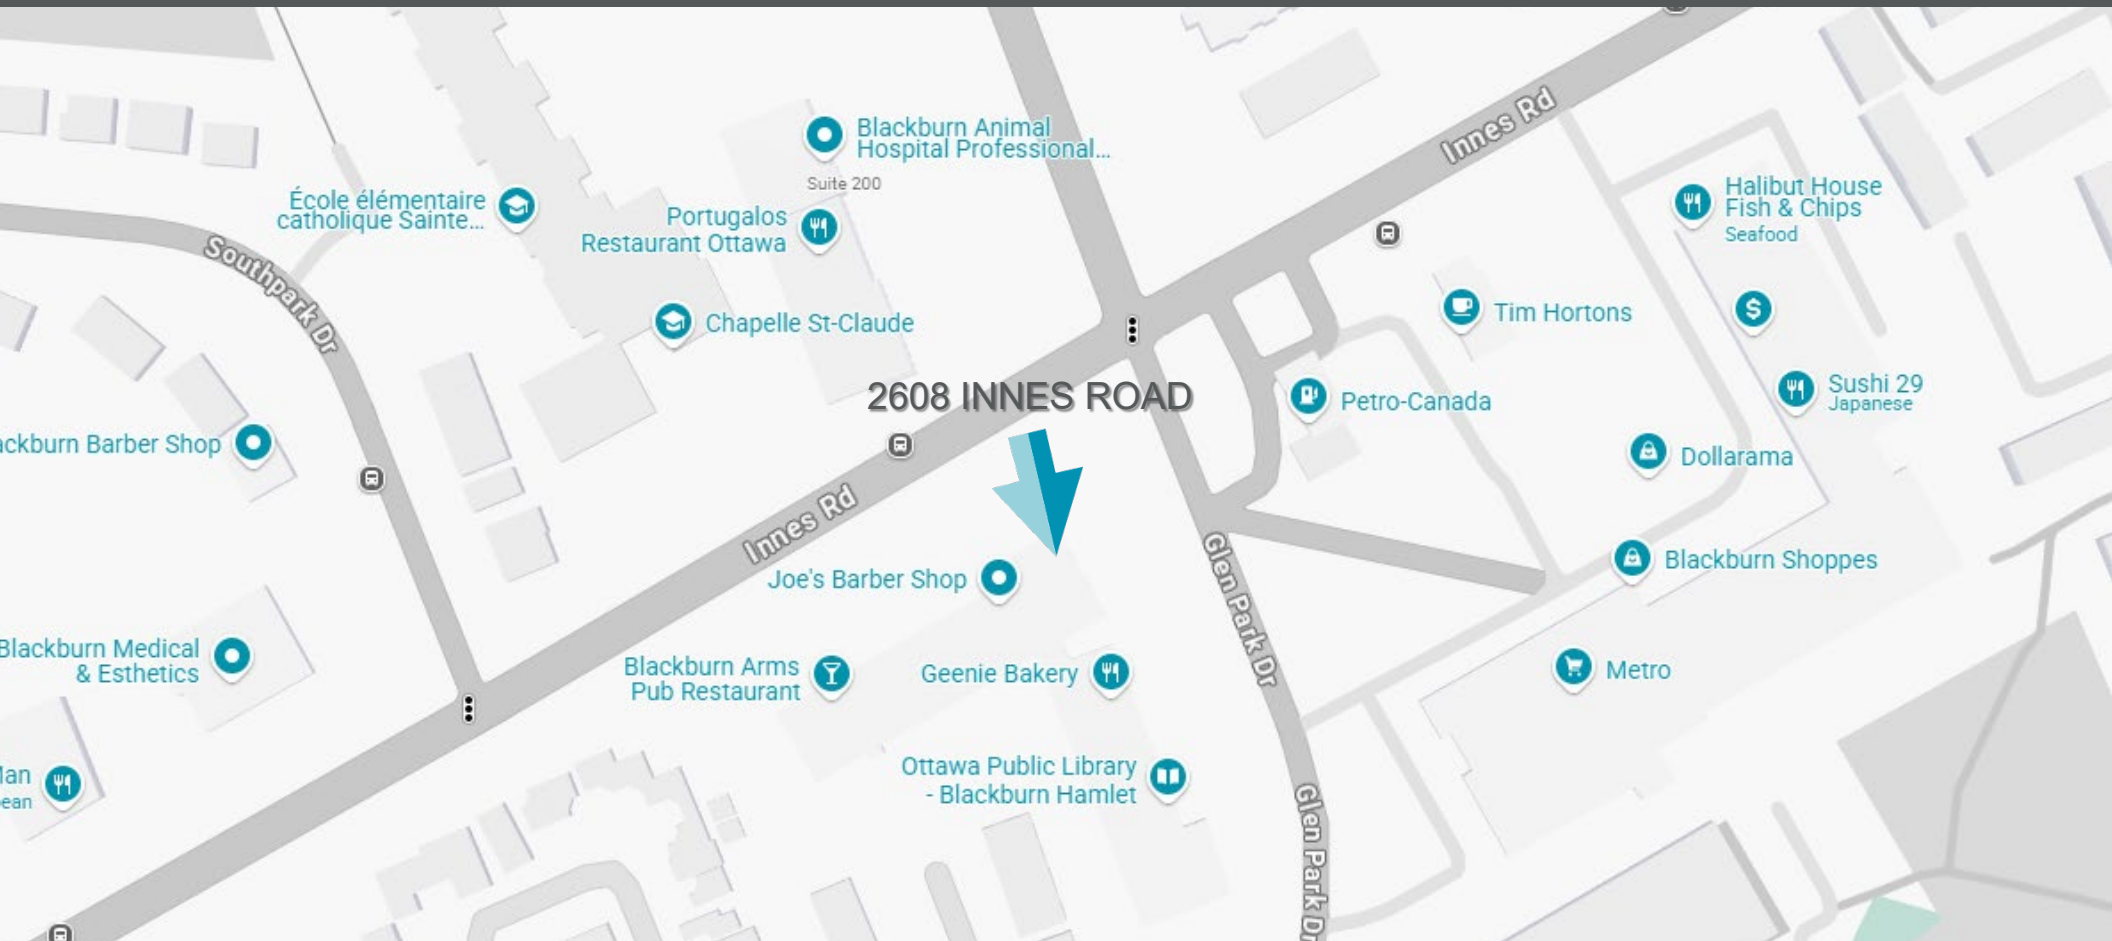 Innes Rd
Blackburn Animal
Hospital Professional...
Suite 200
École élémentaire
catholique Sainte...
Portugalos
Restaurant Ottawa
Halibut House
Fish & Chips
Seafood
Southpark Dr
Chapelle St-Claude
Tim Hortons
$
2608 INNES ROAD
Petro-Canada
Sushi 29
Japanese
ackburn Barber Shop
Dollarama
Innes Rd
Joe's Barber Shop
Glen Park Dr
Blackburn Shoppes
Blackburn Medical
& Esthetics
Blackburn Arms
Pub Restaurant
Geenie Bakery
Metro
Ottawa Public Library
- Blackburn Hamlet
an
ean
Glen Park Dr